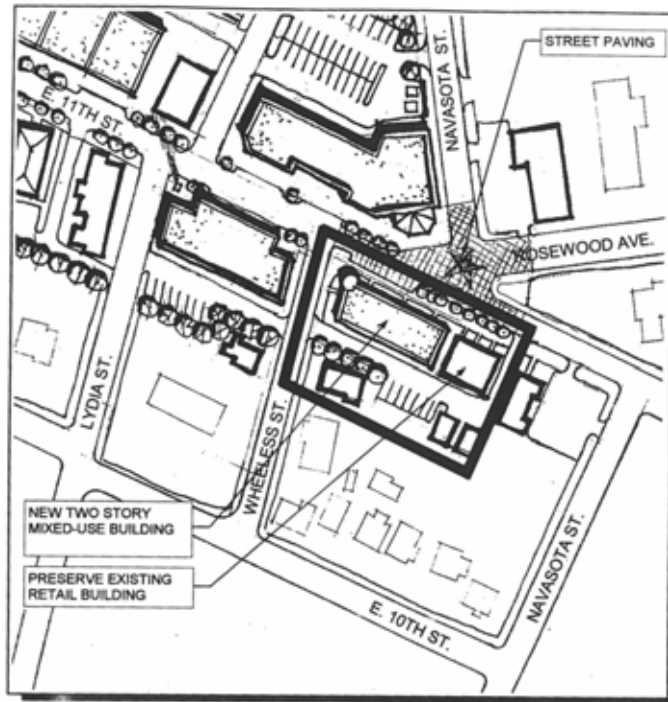 STREET PAVING
NAVASOTA ST.
E. 11TH ST.
ROSEWOOD AVE.
LYDIA ST.
WHEELESS ST.
NEW TWO STORY
MIXED-USE BUILDING
PRESERVE EXISTING
RETAIL BUILDING
E. 10TH ST.
NAVASOTA ST.